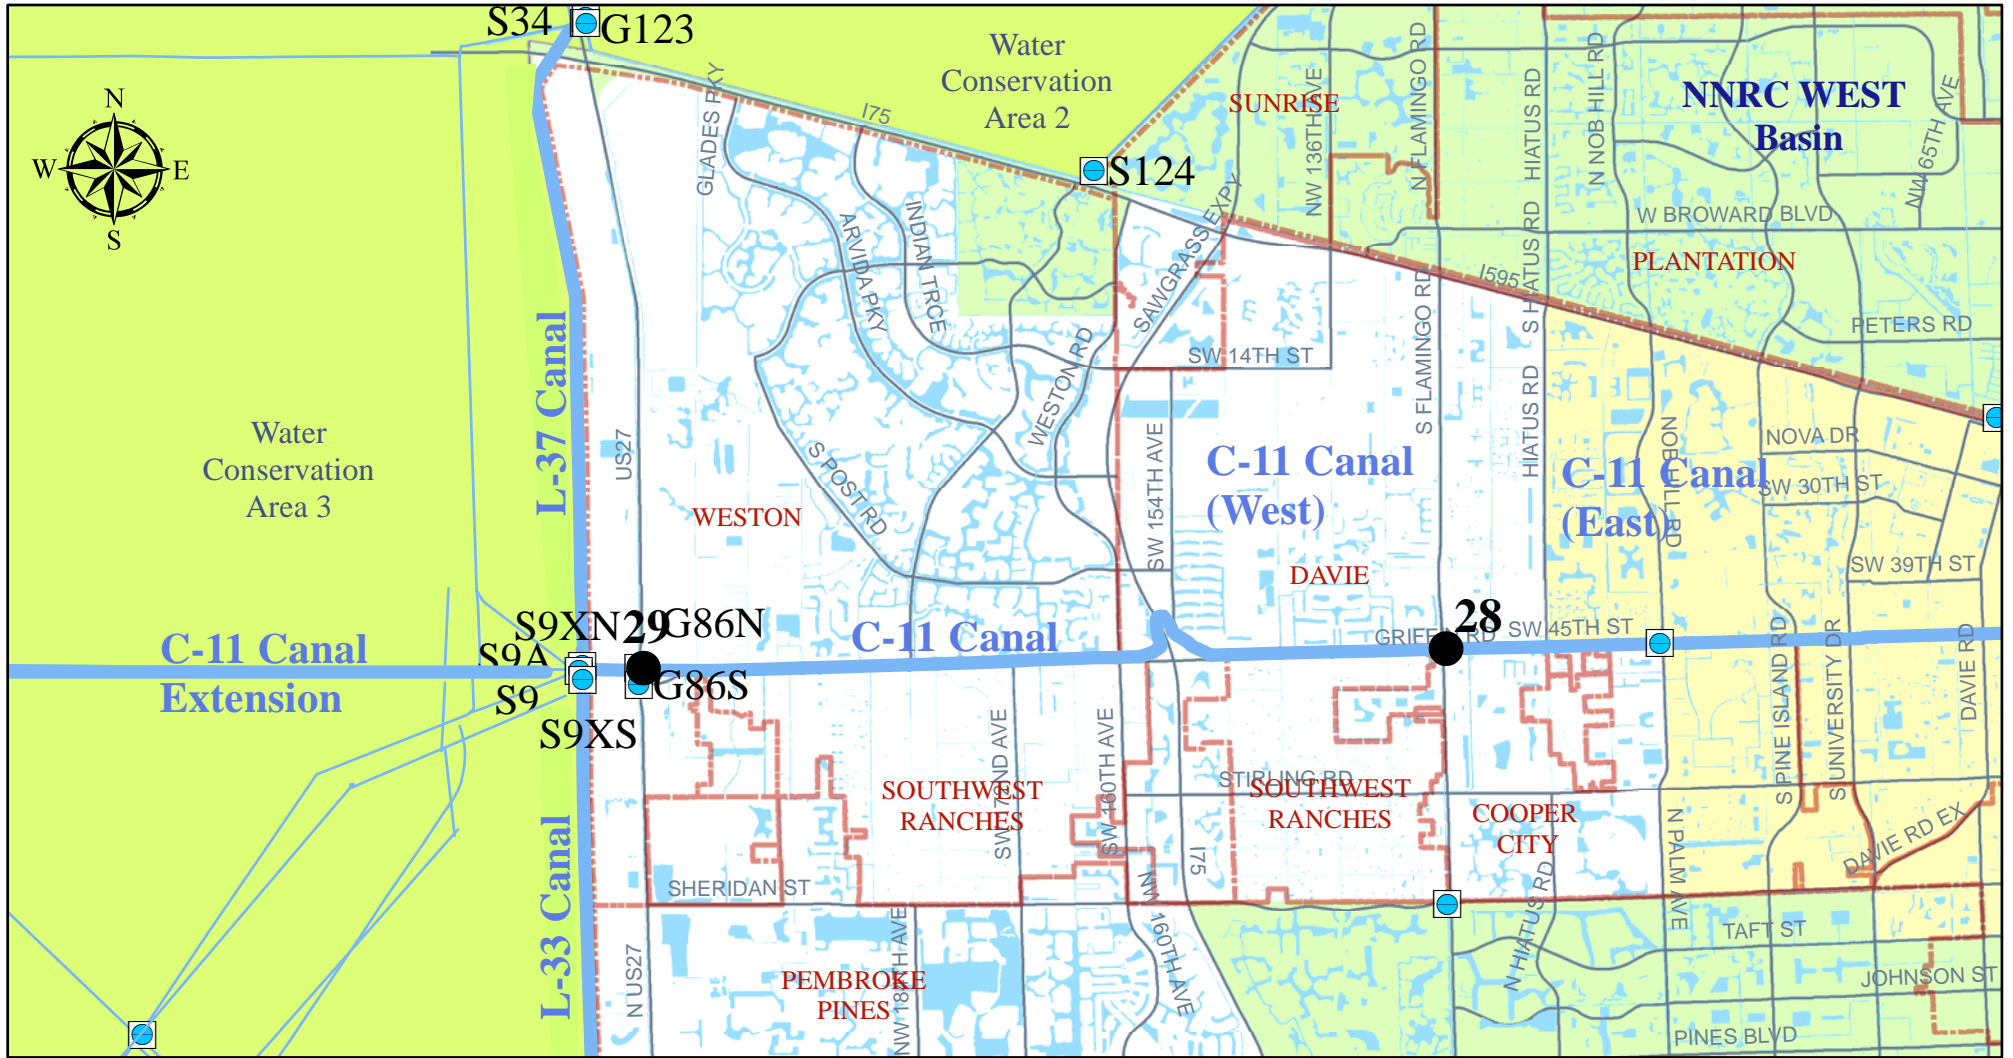 S34
G123
Water
Conservation
Area 2
N
W
E
S
GLADES PKY
I75
SUNRISE
NW 136TH AVE
N FLAMINGO RD
HIATUS RD
N NOB HILL RD
NNRC WEST
Basin
NW 65TH AVE
S124
SAWGRASS EXPY
ARVIDA PKY
INDIAN TRCE
W BROWARD BLVD
PLANTATION
I595
S HIATUS RD
S FLAMINGO RD
PETERS RD
SW 14TH ST
WESTON RD
L-37 Canal
US27
Water
Conservation
Area 3
S POST RD
WESTON
SW 154TH AVE
C-11 Canal
(West)
HIATUS RD
C-11 Canal
(East)
NOB HILL RD
NOVA DR
SW 30TH ST
SW 39TH ST
DAVIE
S9XN
29
G86N
C-11 Canal
28
GRIFFIN RD
SW 45TH ST
C-11 Canal
Extension
S9A
S9
G86S
S9XS
S PINE ISLAND RD
S UNIVERSITY DR
DAVIE RD
SW 172ND AVE
SW 160TH AVE
STIRLING RD
SOUTHWEST
RANCHES
SOUTHWEST
RANCHES
COOPER
CITY
I75
N PALM AVE
DAVIE RD EX
L-33 Canal
SHERIDAN ST
NW 160TH AVE
N HIATUS RD
TAFT ST
N US27
PEMBROKE
PINES
JOHNSON ST
PINES BLVD